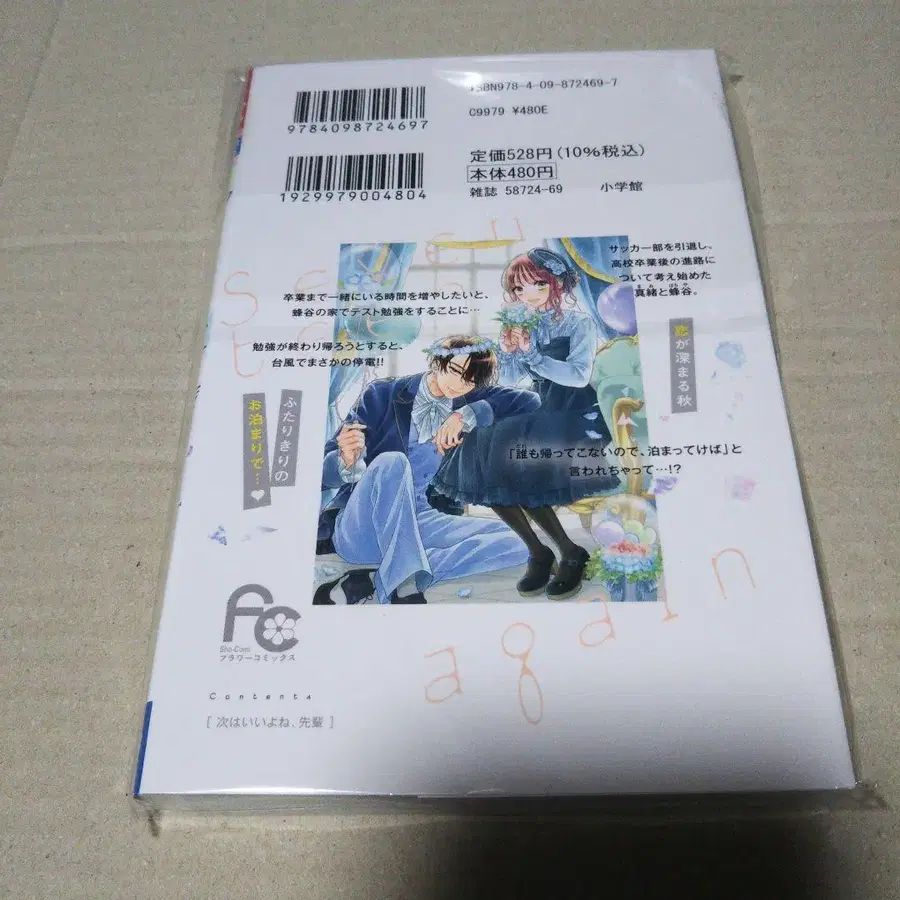 ISBN978-4-09-872469-7
9784098724697
C9979 ¥480E
定価528円(10%税込)
本体480円
1929979004804
雑誌 58724-69 小学館
サッカー部を引退し、
高校卒業後の進路に
ついて考え始めた
真緒と蜂谷。
恋が深まる秋
卒業まで一緒にいる時間を増やしたいと、
蜂谷の家でテスト勉強をすることに…
勉強が終わり帰ろうとすると、
台風でまさかの停電!!
ふたりきりの
お泊まりで…♥
「誰も帰ってこないので、泊まってけば」と
言われちゃって…!?
again
FC
Sho-Comi
フラワーコミックス
Contents
[ 次はいいよね、先輩 ]